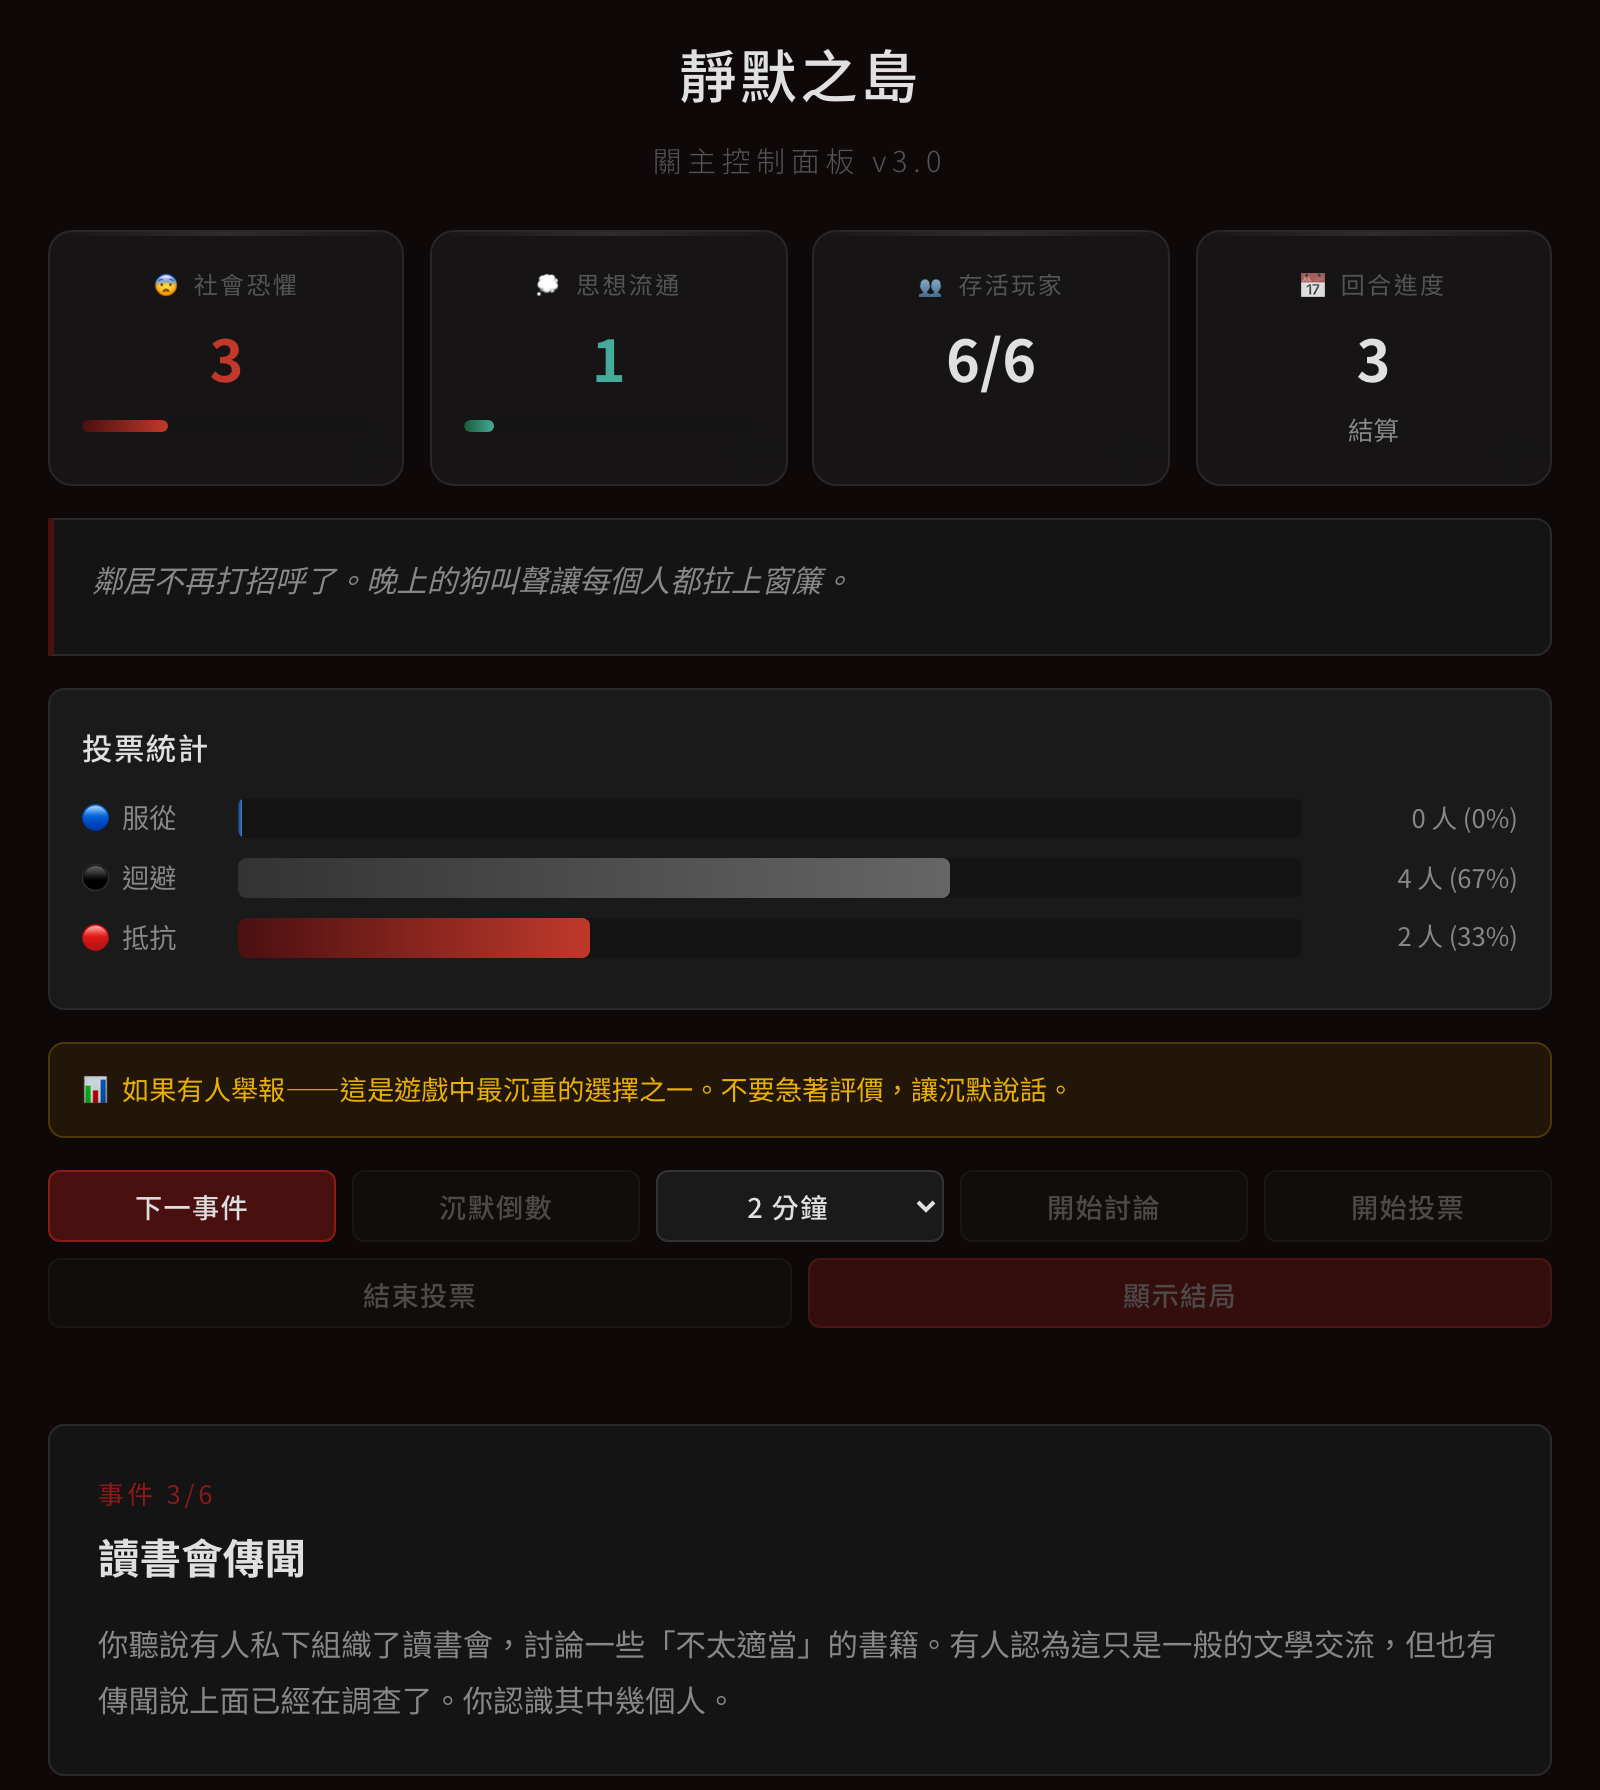 靜默之島
關主控制面板 v3.0
社會恐懼
思想流通
存活玩家
回合進度
3
1
6/6
3
結算
鄰居不再打招呼了。晚上的狗叫聲讓每個人都拉上窗簾。
投票統計
服從
0 人 (0%)
迴避
4 人 (67%)
抵抗
2 人 (33%)
如果有人舉報——這是遊戲中最沉重的選擇之一。不要急著評價，讓沉默說話。
下一事件
沉默倒數
2 分鐘
開始討論
開始投票
結束投票
顯示結局
事件 3/6
讀書會傳聞
你聽說有人私下組織了讀書會，討論一些「不太適當」的書籍。有人認為這只是一般的文學交流，但也有
傳聞說上面已經在調查了。你認識其中幾個人。